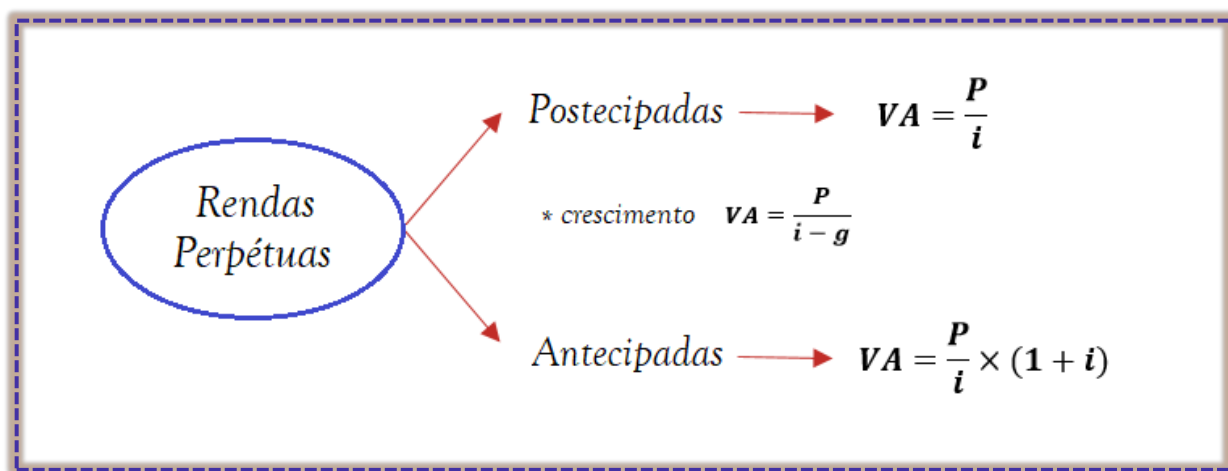 Rendas
Perpétuas
Postecipadas VA = P/i
* crescimento VA = P/(i − g)
Antecipadas VA = P/i × (1 + i)